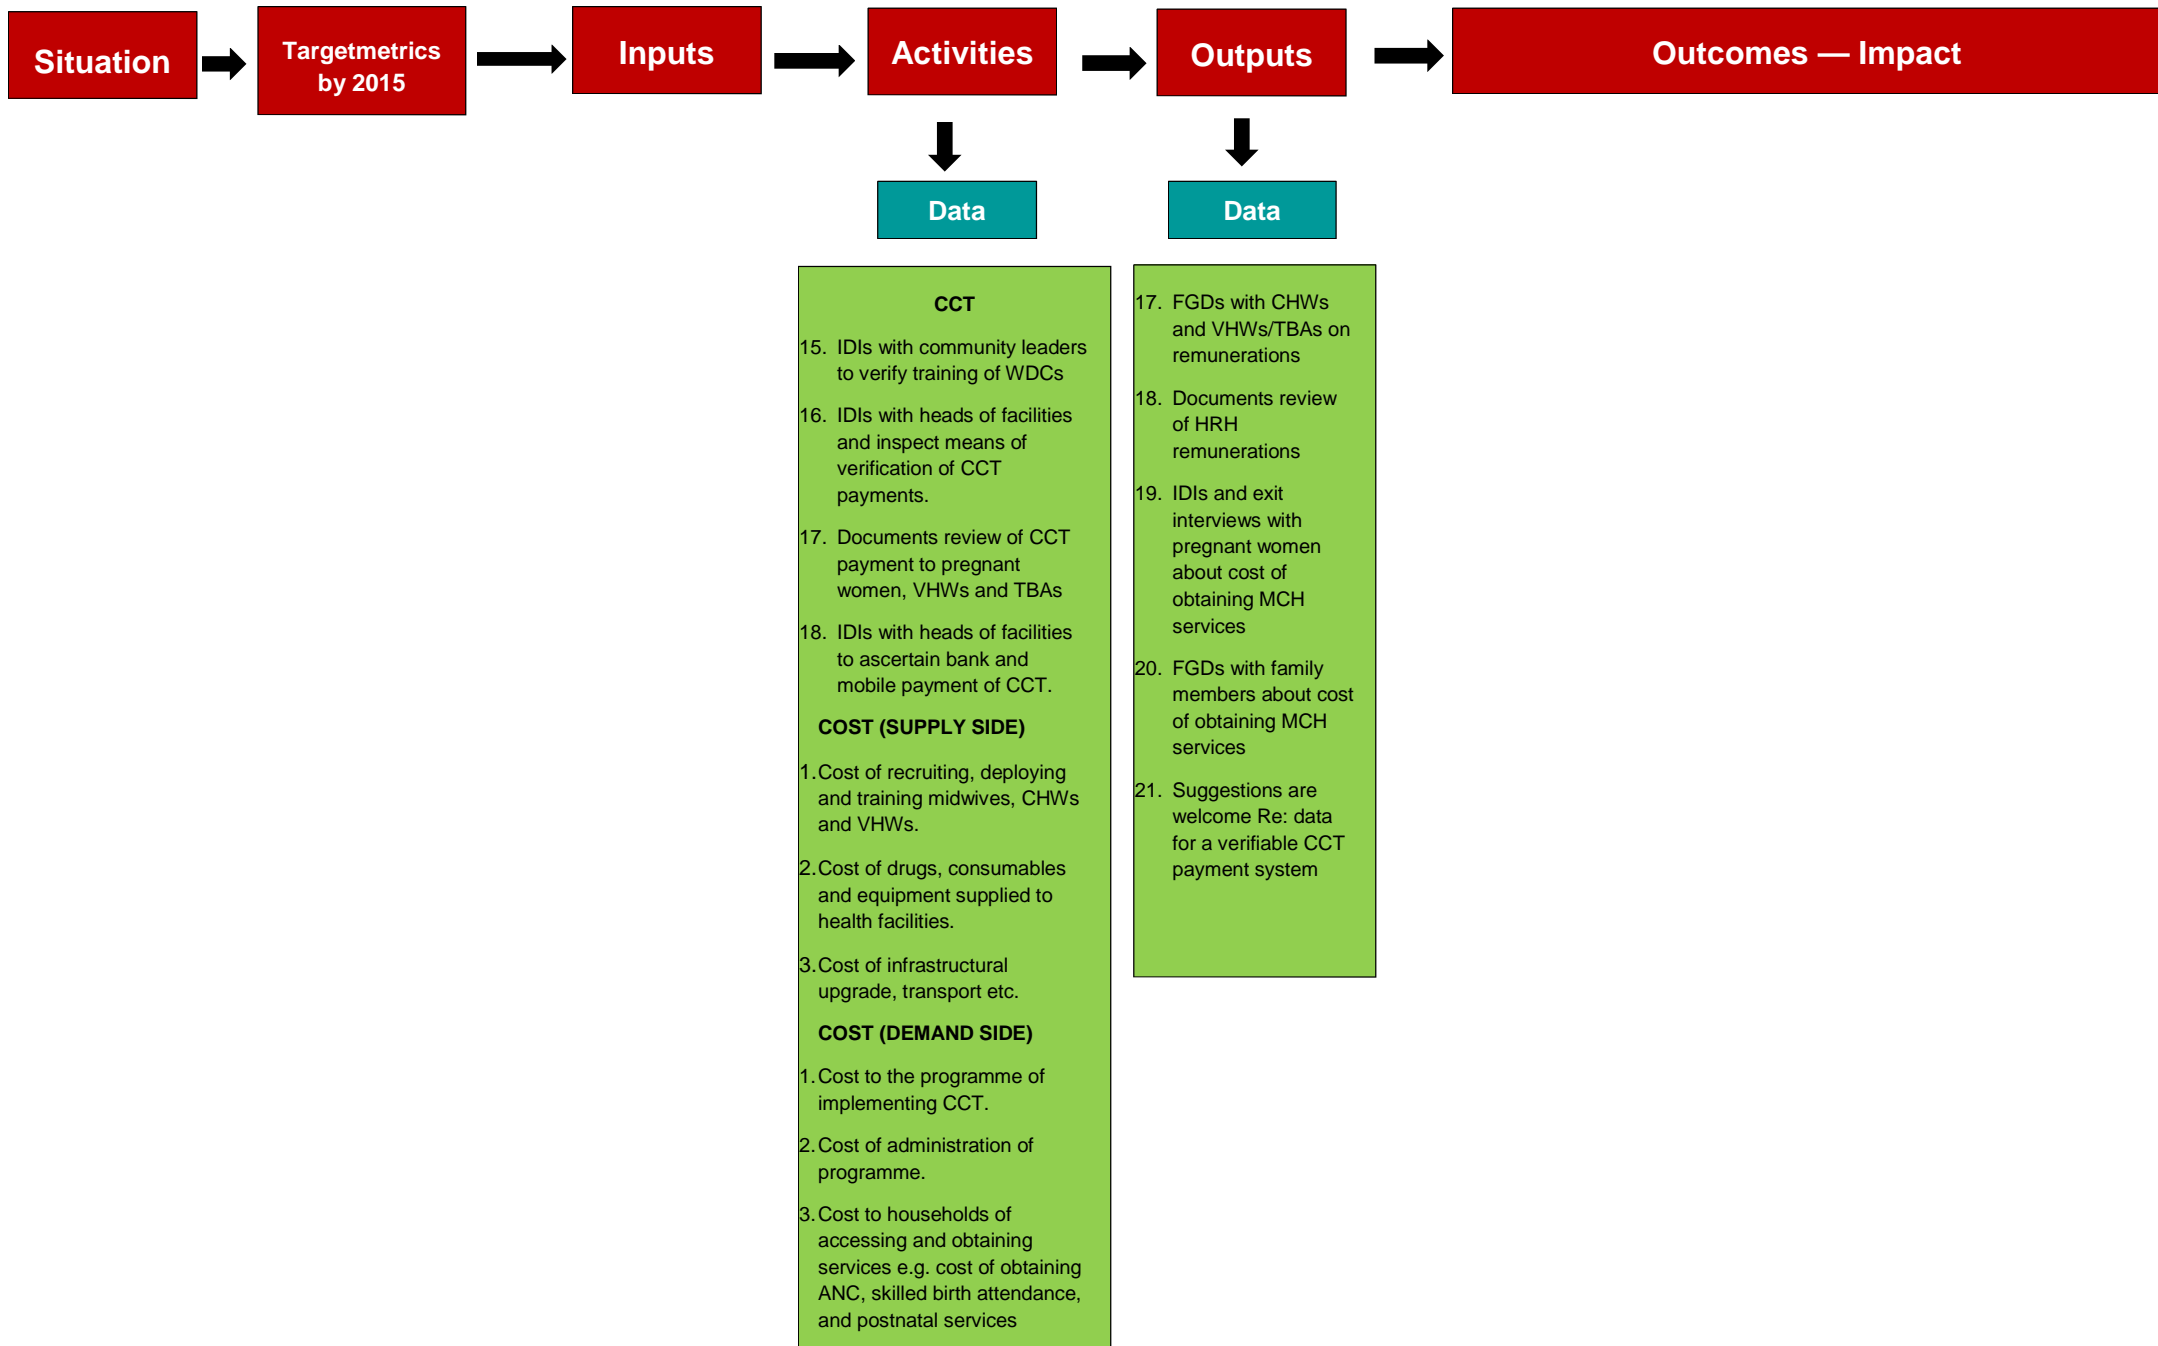 Situation
Targetmetrics
by 2015
Inputs
Activities
Outputs
Outcomes — Impact
Data
Data
CCT
15. IDIs with community leaders
to verify training of WDCs
16. IDIs with heads of facilities
and inspect means of
verification of CCT
payments.
17. Documents review of CCT
payment to pregnant
women, VHWs and TBAs
18. IDIs with heads of facilities
to ascertain bank and
mobile payment of CCT.
COST (SUPPLY SIDE)
1. Cost of recruiting, deploying
and training midwives, CHWs
and VHWs.
2. Cost of drugs, consumables
and equipment supplied to
health facilities.
3. Cost of infrastructural
upgrade, transport etc.
COST (DEMAND SIDE)
1. Cost to the programme of
implementing CCT.
2. Cost of administration of
programme.
3. Cost to households of
accessing and obtaining
services e.g. cost of obtaining
ANC, skilled birth attendance,
and postnatal services
17. FGDs with CHWs
and VHWs/TBAs on
remunerations
18. Documents review
of HRH
remunerations
19. IDIs and exit
interviews with
pregnant women
about cost of
obtaining MCH
services
20. FGDs with family
members about cost
of obtaining MCH
services
21. Suggestions are
welcome Re: data
for a verifiable CCT
payment system